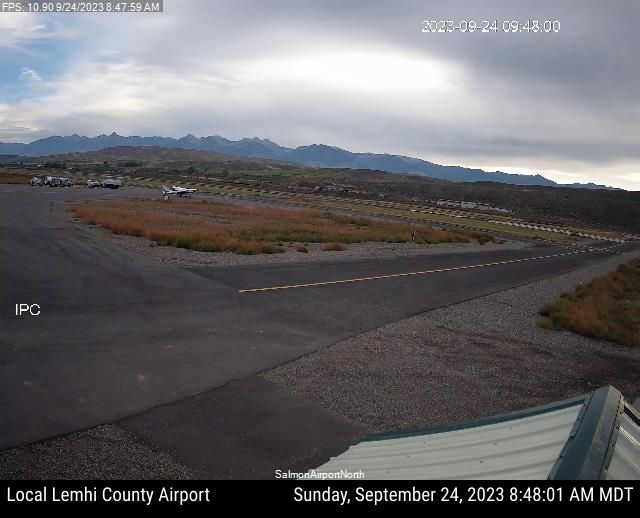 FPS: 10.90 9/24/2023 8:47:59 AM
2023-09-24 09:48:00
IPC
SalmonAirportNorth
Local Lemhi County Airport
Sunday, September 24, 2023 8:48:01 AM MDT